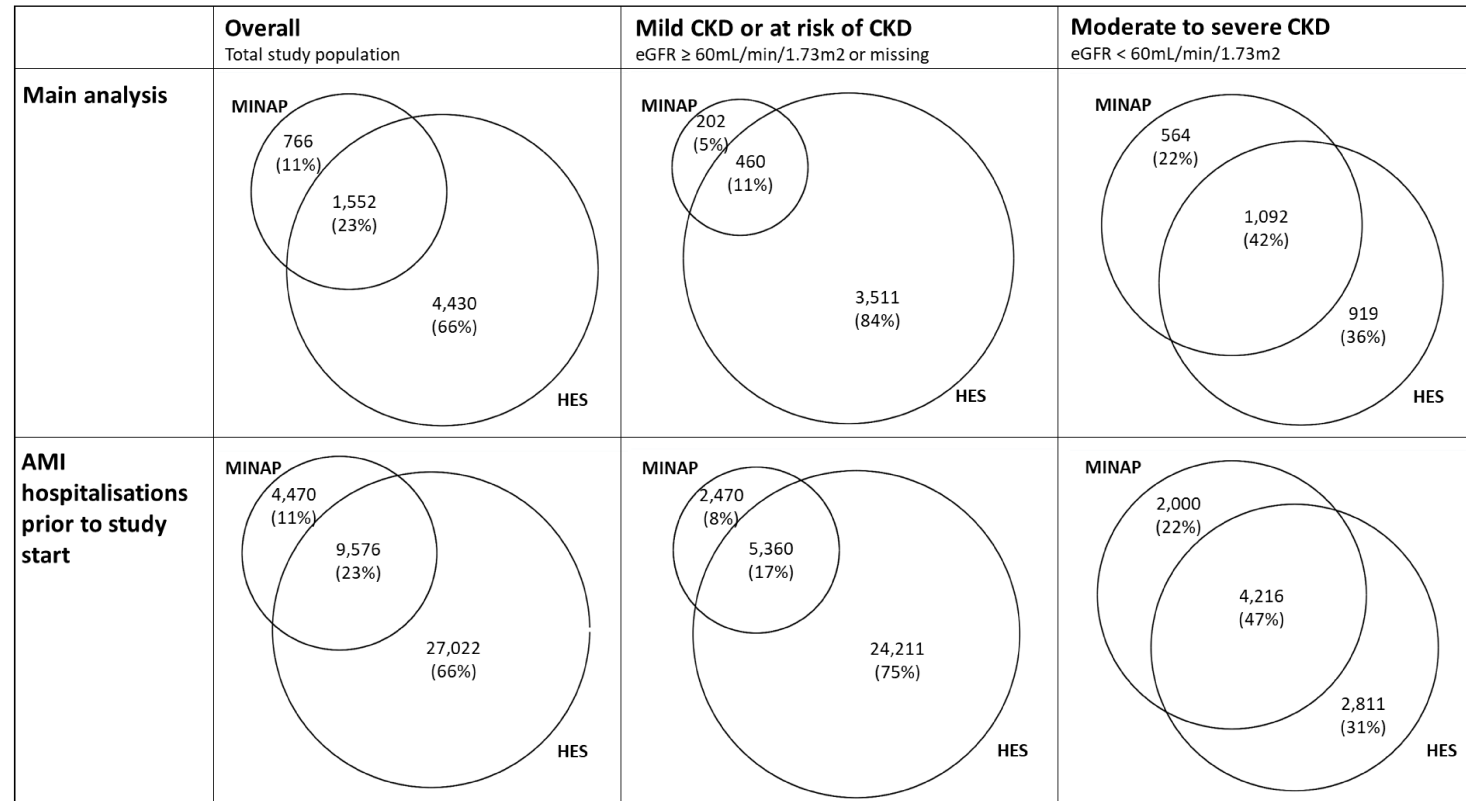 Overall
Total study population
Mild CKD or at risk of CKD
eGFR ≥ 60mL/min/1.73m2 or missing
Moderate to severe CKD
eGFR < 60mL/min/1.73m2
Main analysis
MINAP
766
(11%)
1,552
(23%)
4,430
(66%)
HES
MINAP
202
(5%)
460
(11%)
3,511
(84%)
HES
MINAP
564
(22%)
1,092
(42%)
919
(36%)
HES
AMI
hospitalisations
prior to study
start
MINAP
4,470
(11%)
9,576
(23%)
27,022
(66%)
HES
MINAP
2,470
(8%)
5,360
(17%)
24,211
(75%)
HES
MINAP
2,000
(22%)
4,216
(47%)
2,811
(31%)
HES